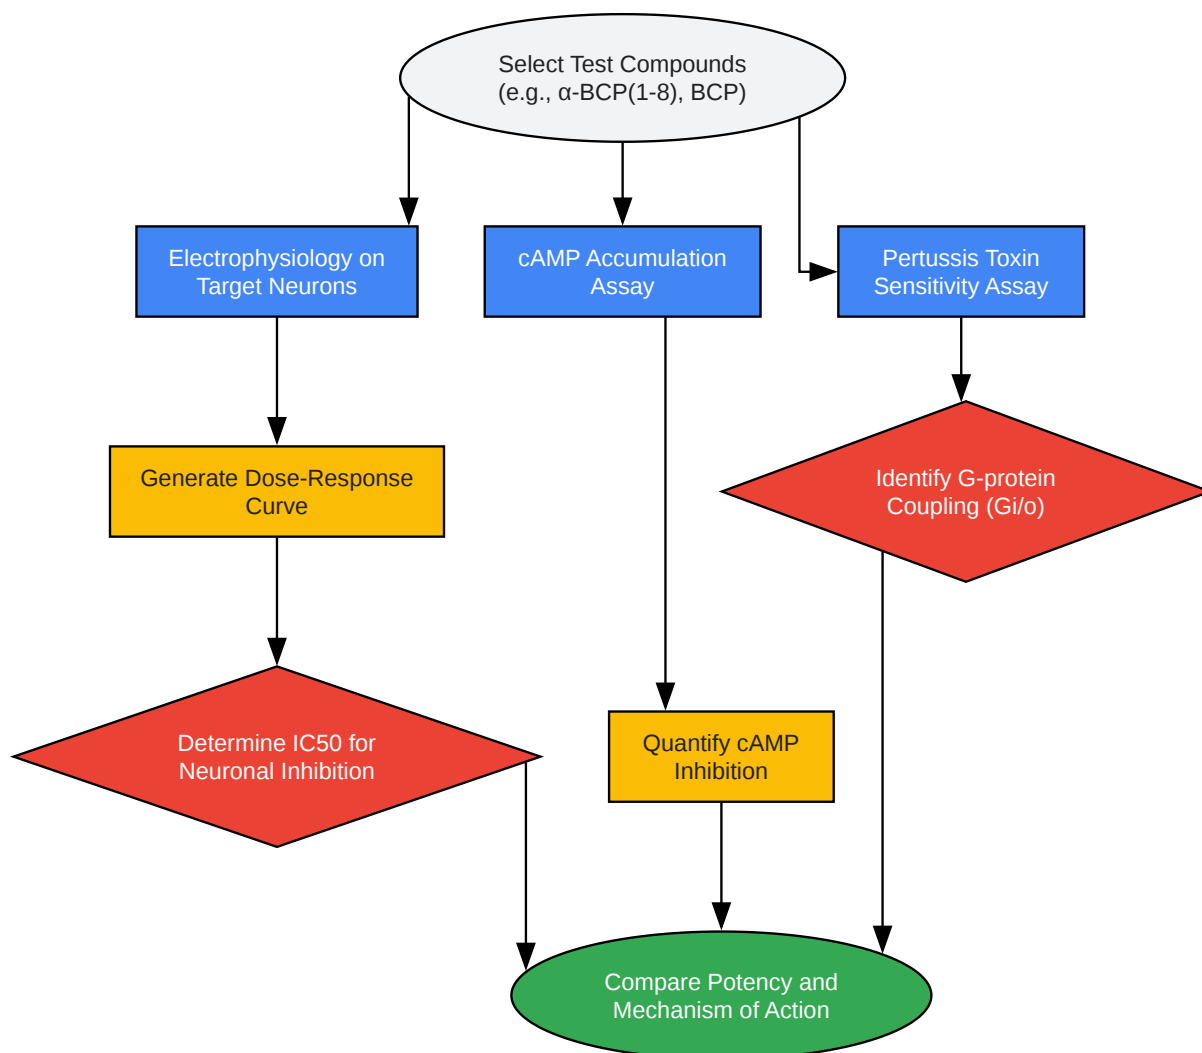 Select Test Compounds
(e.g., α-BCP(1-8), BCP)
Electrophysiology on
Target Neurons
cAMP Accumulation
Assay
Pertussis Toxin
Sensitivity Assay
Generate Dose-Response
Curve
Identify G-protein
Coupling (Gi/o)
Determine IC50 for
Neuronal Inhibition
Quantify cAMP
Inhibition
Compare Potency and
Mechanism of Action